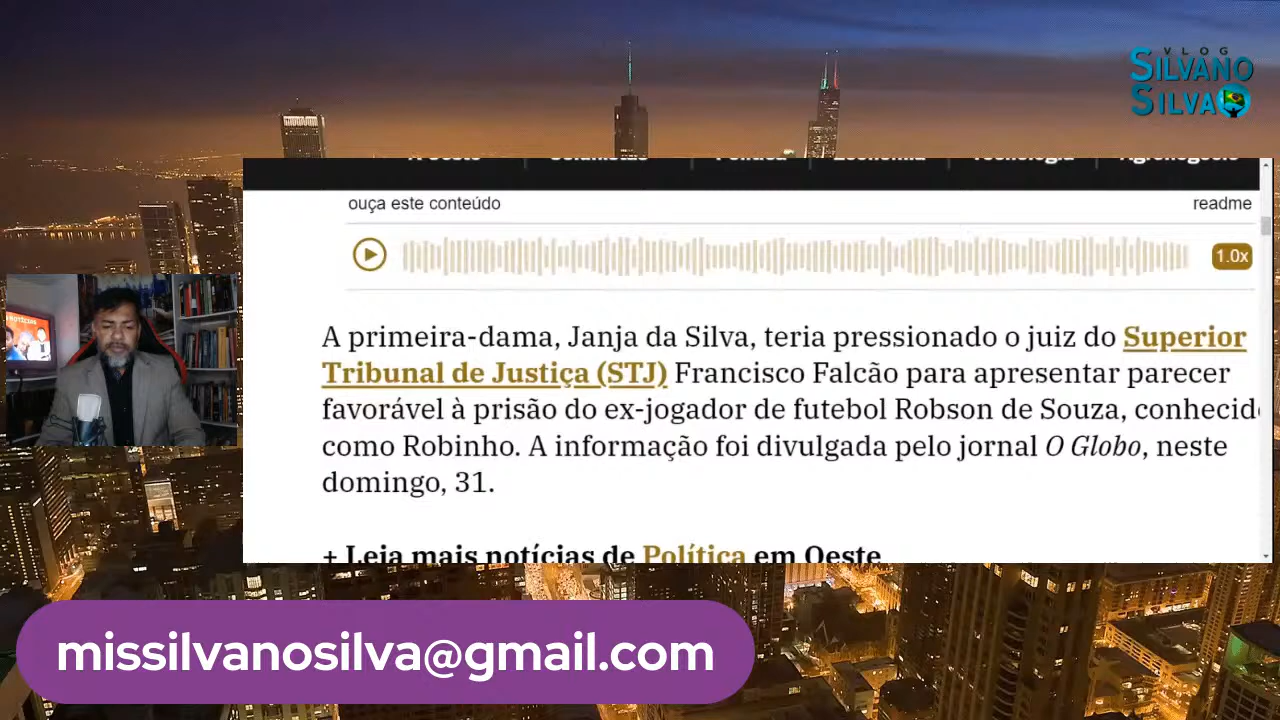 VLOG
SILVANO
SILVA
ouça este conteúdo
readme
1.0x
A primeira-dama, Janja da Silva, teria pressionado o juiz do Superior
Tribunal de Justiça (STJ) Francisco Falcão para apresentar parecer
favorável à prisão do ex-jogador de futebol Robson de Souza, conhecido
como Robinho. A informação foi divulgada pelo jornal O Globo, neste
domingo, 31.
+ Leia mais notícias de Política em Oeste
missilvanosilva@gmail.com